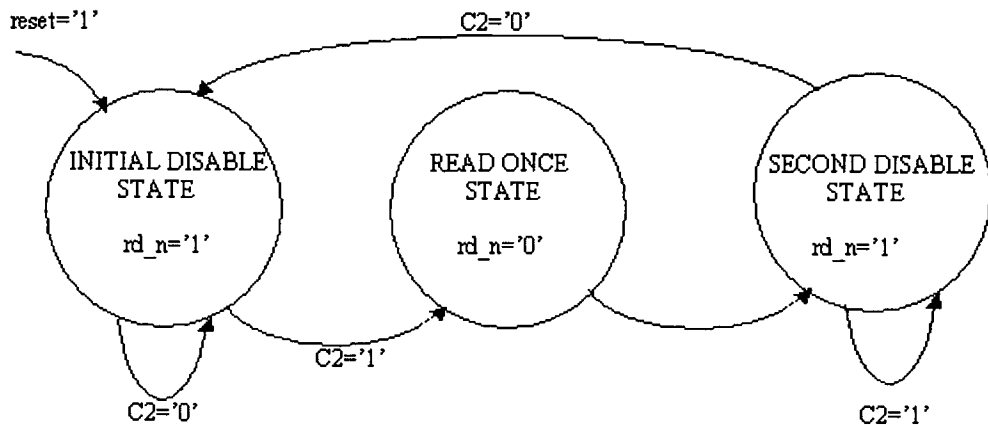 reset='1'
C2='0'
INITIAL DISABLE
STATE
rd_n='1'
READ ONCE
STATE
rd_n='0'
SECOND DISABLE
STATE
rd_n='1'
C2='1'
C2='0'
C2='1'